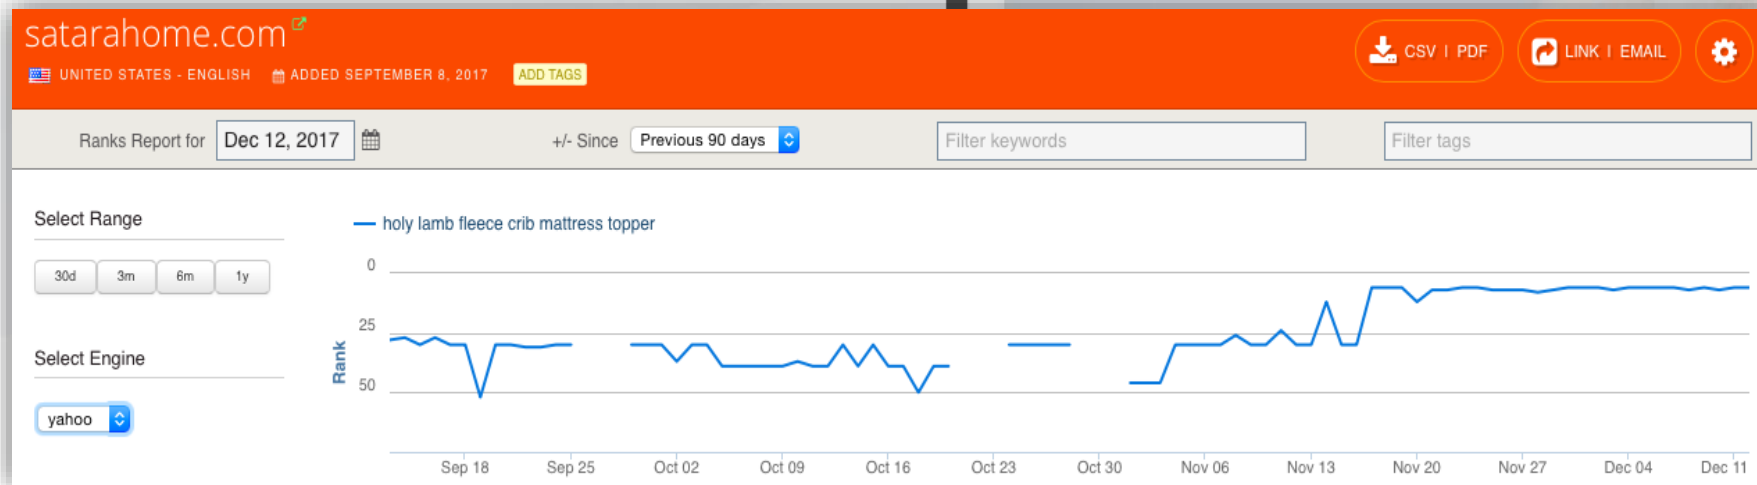 satarahome.com
UNITED STATES - ENGLISH ADDED SEPTEMBER 8, 2017 ADD TAGS
CSV | PDF LINK | EMAIL
Ranks Report for Dec 12, 2017 +/- Since Previous 90 days Filter keywords Filter tags
Select Range
30d 3m 6m 1y
Select Engine
yahoo
holy lamb fleece crib mattress topper
Rank
0
25
50
Sep 18 Sep 25 Oct 02 Oct 09 Oct 16 Oct 23 Oct 30 Nov 06 Nov 13 Nov 20 Nov 27 Dec 04 Dec 11